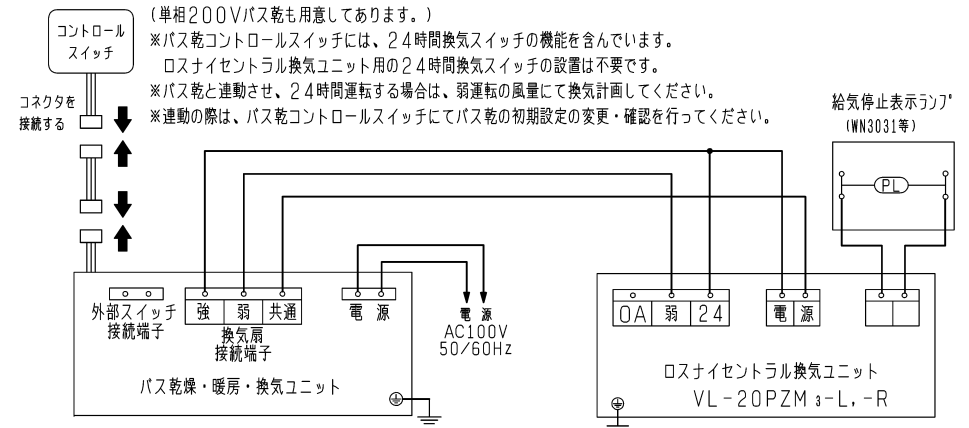 (単相200Vバス乾も用意してあります。)
※バス乾コントロールスイッチには、24時間換気スイッチの機能を含んでいます。
ロスナイセントラル換気ユニット用の24時間換気スイッチの設置は不要です。
※バス乾と連動させ、24時間運転する場合は、弱運転の風量にて換気計画してください。
※連動の際は、バス乾コントロールスイッチにてバス乾の初期設定の変更・確認を行ってください。
コントロール
スイッチ
コネクタを
接続する
給気停止表示ランプ
(WN3031等)
PL
外部スイッチ
接続端子
強 弱 共通
換気扇
接続端子
電 源
電 源
AC100V
50/60Hz
バス乾燥・暖房・換気ユニット
OA 弱 24
電 源
ロスナイセントラル換気ユニット
VL-20PZM3-L,-R